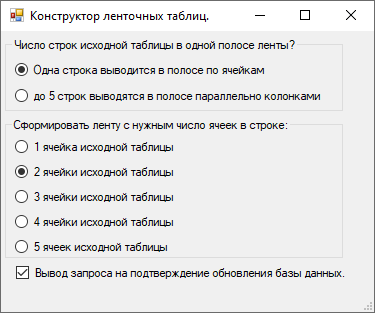 Конструктор ленточных таблиц.
Число строк исходной таблицы в одной полосе ленты?
Одна строка выводится в полосе по ячейкам
до 5 строк выводятся в полосе параллельно колонками
Сформировать ленту с нужным число ячеек в строке:
1 ячейка исходной таблицы
2 ячейки исходной таблицы
3 ячейки исходной таблицы
4 ячейки исходной таблицы
5 ячеек исходной таблицы
Вывод запроса на подтверждение обновления базы данных.